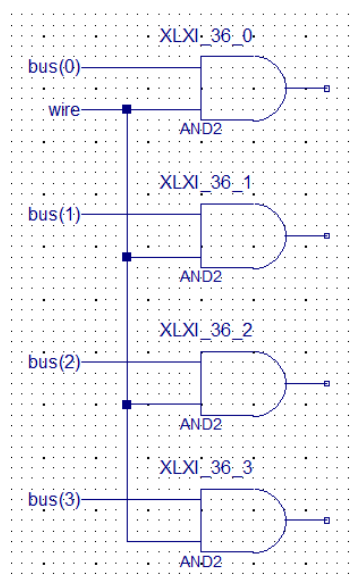 XLXI_36_0
bus(0)
wire
AND2
XLXI_36_1
bus(1)
AND2
XLXI_36_2
bus(2)
AND2
XLXI_36_3
bus(3)
AND2